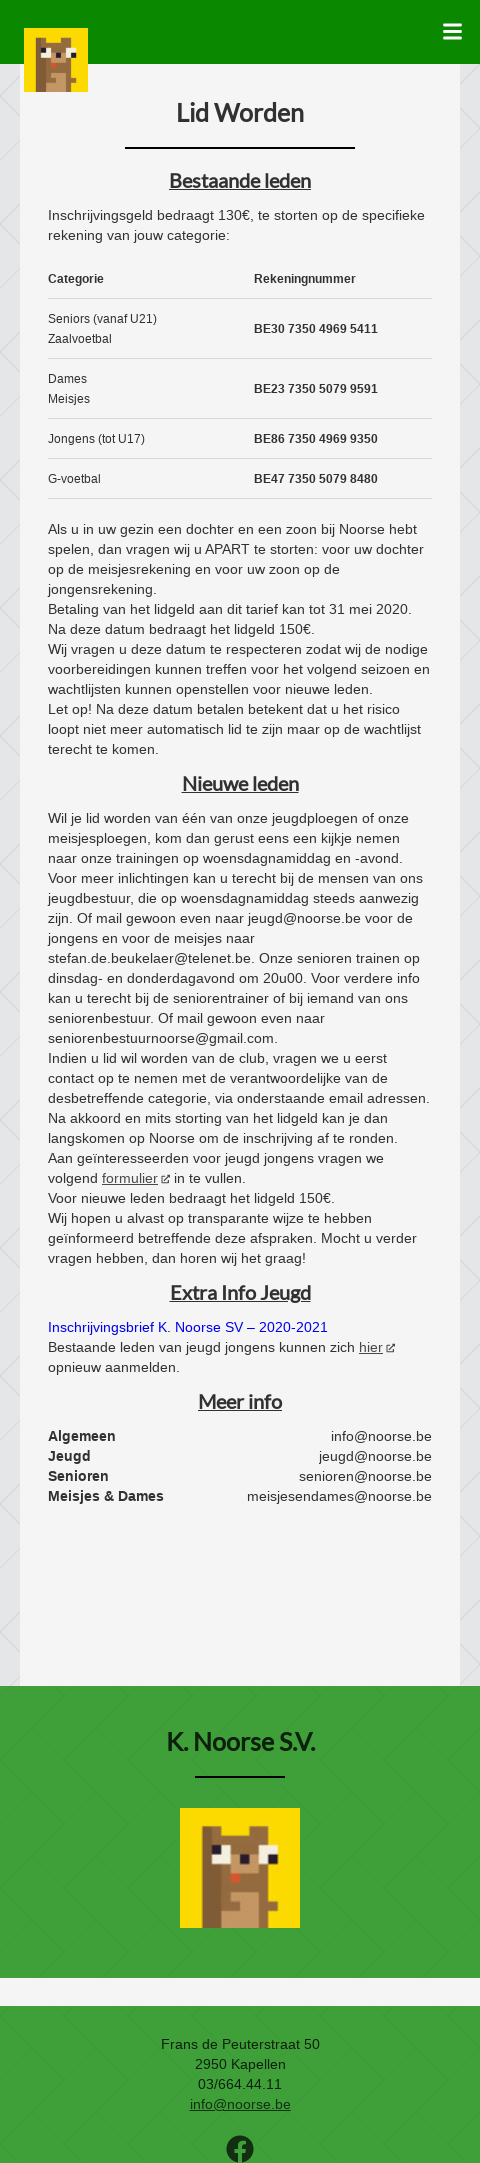 Lid Worden
Bestaande leden
Inschrijvingsgeld bedraagt 130€, te storten op de specifieke
rekening van jouw categorie:
Categorie Rekeningnummer
Seniors (vanaf U21)
Zaalvoetbal
BE30 7350 4969 5411
Dames
Meisjes
BE23 7350 5079 9591
Jongens (tot U17) BE86 7350 4969 9350
G-voetbal BE47 7350 5079 8480
Als u in uw gezin een dochter en een zoon bij Noorse hebt
spelen, dan vragen wij u APART te storten: voor uw dochter
op de meisjesrekening en voor uw zoon op de
jongensrekening.
Betaling van het lidgeld aan dit tarief kan tot 31 mei 2020.
Na deze datum bedraagt het lidgeld 150€.
Wij vragen u deze datum te respecteren zodat wij de nodige
voorbereidingen kunnen treffen voor het volgend seizoen en
wachtlijsten kunnen openstellen voor nieuwe leden.
Let op! Na deze datum betalen betekent dat u het risico
loopt niet meer automatisch lid te zijn maar op de wachtlijst
terecht te komen.
Nieuwe leden
Wil je lid worden van één van onze jeugdploegen of onze
meisjesploegen, kom dan gerust eens een kijkje nemen
naar onze trainingen op woensdagnamiddag en -avond.
Voor meer inlichtingen kan u terecht bij de mensen van ons
jeugdbestuur, die op woensdagnamiddag steeds aanwezig
zijn. Of mail gewoon even naar jeugd@noorse.be voor de
jongens en voor de meisjes naar
stefan.de.beukelaer@telenet.be. Onze senioren trainen op
dinsdag- en donderdagavond om 20u00. Voor verdere info
kan u terecht bij de seniorentrainer of bij iemand van ons
seniorenbestuur. Of mail gewoon even naar
seniorenbestuurnoorse@gmail.com.
Indien u lid wil worden van de club, vragen we u eerst
contact op te nemen met de verantwoordelijke van de
desbetreffende categorie, via onderstaande email adressen.
Na akkoord en mits storting van het lidgeld kan je dan
langskomen op Noorse om de inschrijving af te ronden.
Aan geïnteresseerden voor jeugd jongens vragen we
volgend formulier in te vullen.
Voor nieuwe leden bedraagt het lidgeld 150€.
Wij hopen u alvast op transparante wijze te hebben
geïnformeerd betreffende deze afspraken. Mocht u verder
vragen hebben, dan horen wij het graag!
Extra Info Jeugd
Inschrijvingsbrief K. Noorse SV – 2020-2021
Bestaande leden van jeugd jongens kunnen zich hier
opnieuw aanmelden.
Meer info
Algemeen info@noorse.be
Jeugd jeugd@noorse.be
Senioren senioren@noorse.be
Meisjes & Dames meisjesendames@noorse.be
K. Noorse S.V.
Frans de Peuterstraat 50
2950 Kapellen
03/664.44.11
info@noorse.be